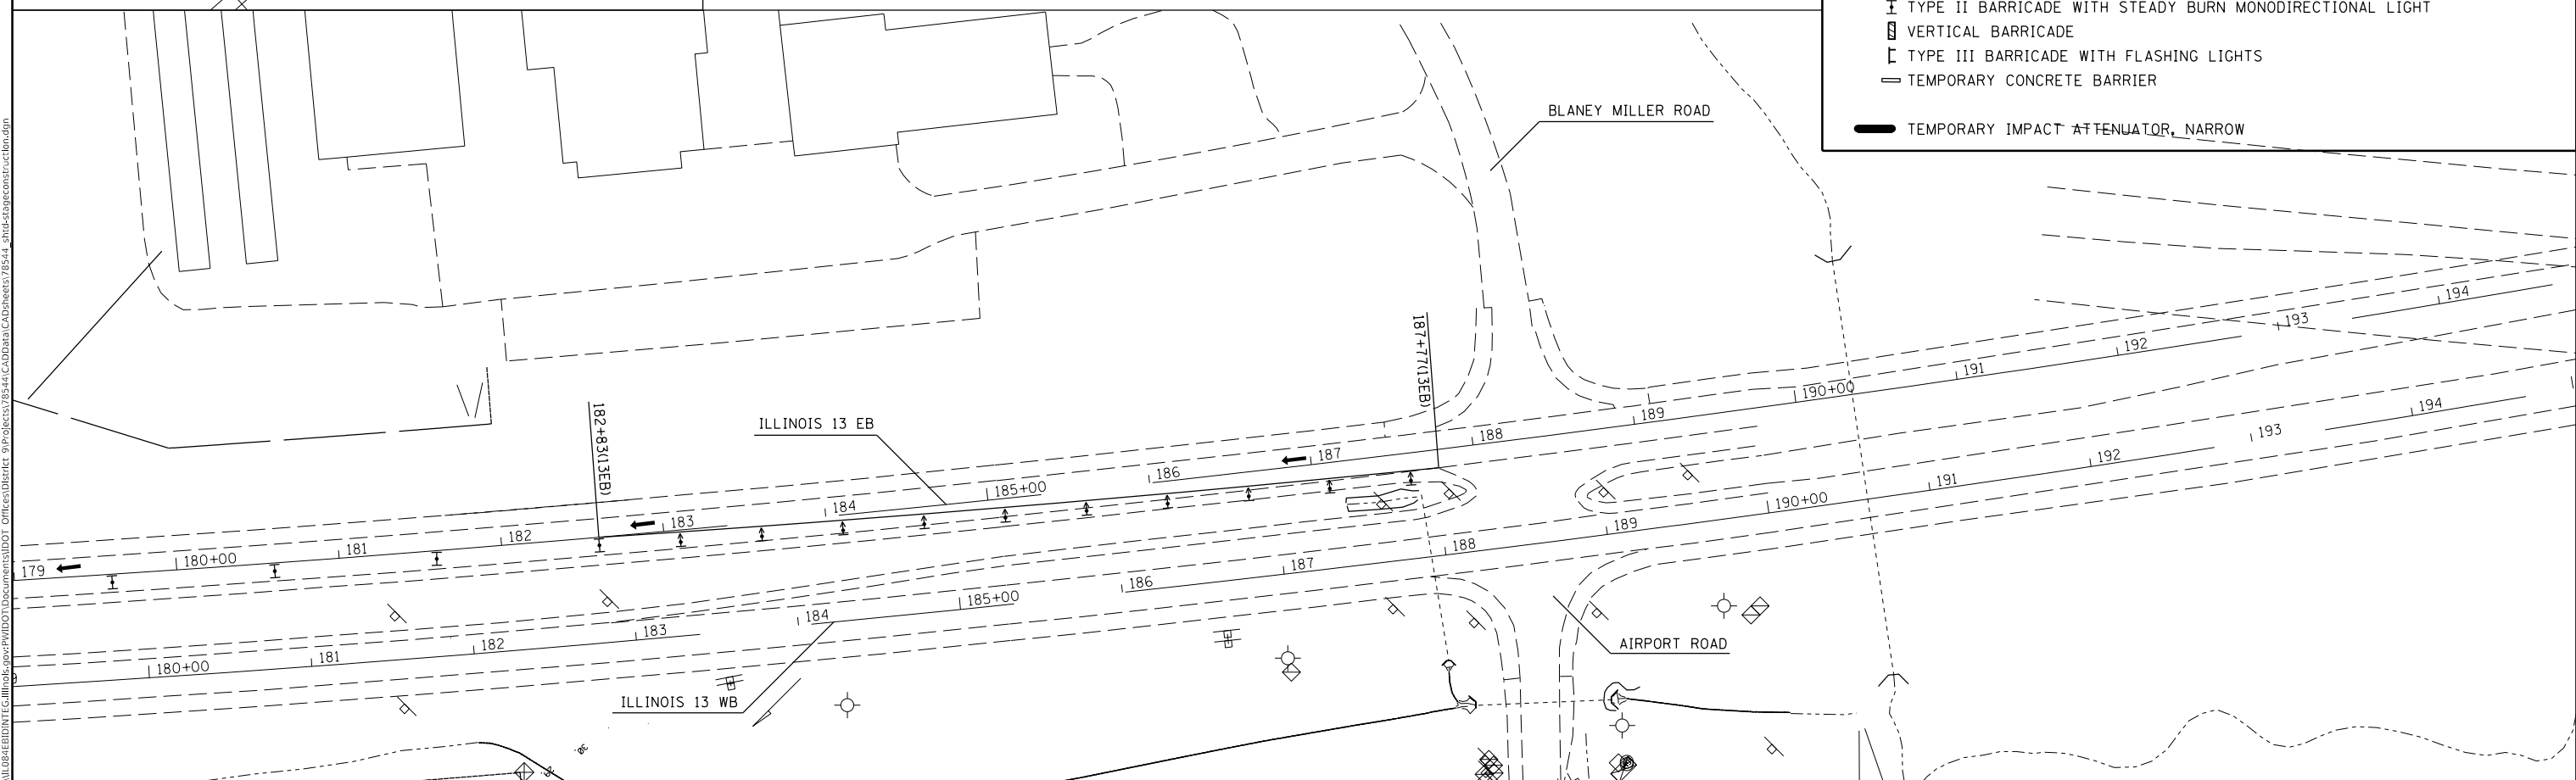 TYPE II BARRICADE WITH STEADY BURN MONODIRECTIONAL LIGHT
VERTICAL BARRICADE
TYPE III BARRICADE WITH FLASHING LIGHTS
TEMPORARY CONCRETE BARRIER
TEMPORARY IMPACT ATTENUATOR, NARROW
BLANEY MILLER ROAD
187+77(13EB)
182+83(13EB)
ILLINOIS 13 EB
179
180+00
181
182
183
184
185+00
186
187
188
189
190+00
191
192
193
194
9
180+00
181
182
183
184
185+00
186
187
188
189
190+00
191
192
193
194
AIRPORT ROAD
ILLINOIS 13 WB